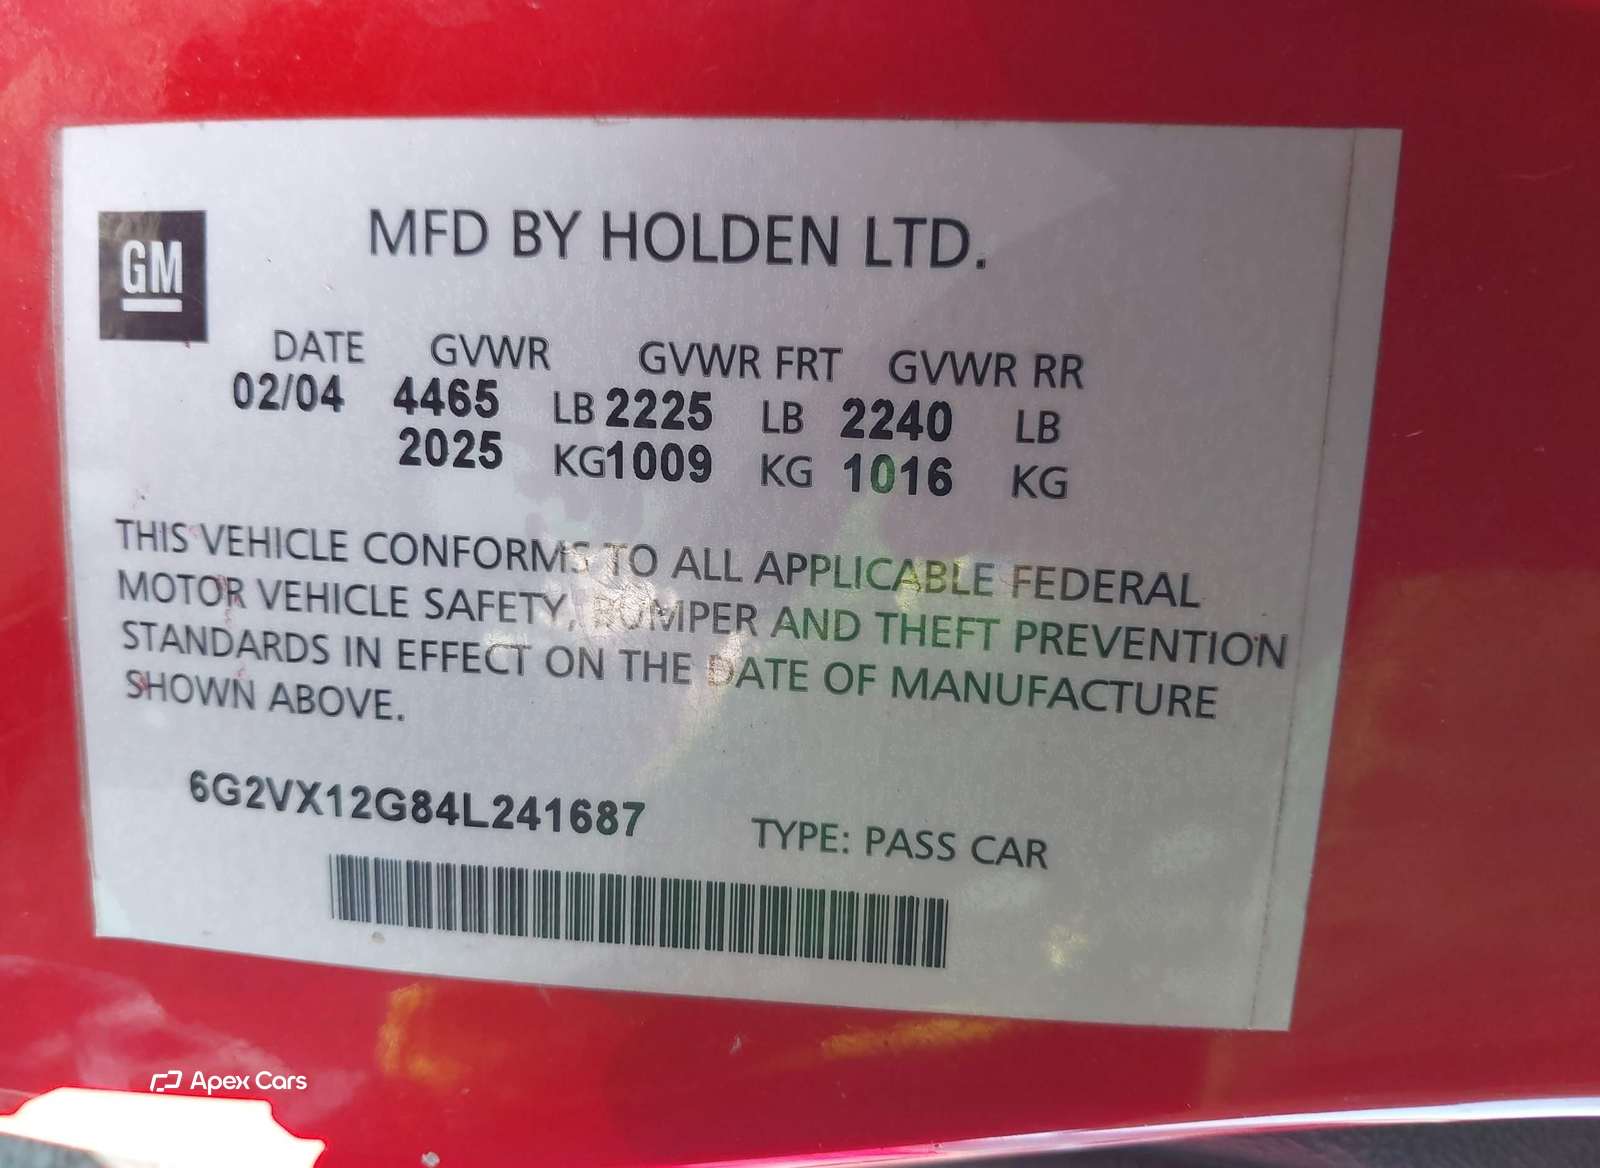 GM
MFD BY HOLDEN LTD.
DATE GVWR GVWR FRT GVWR RR
02/04 4465 LB 2225 LB 2240 LB
2025 KG 1009 KG 1016 KG
THIS VEHICLE CONFORMS TO ALL APPLICABLE FEDERAL
MOTOR VEHICLE SAFETY, BUMPER AND THEFT PREVENTION
STANDARDS IN EFFECT ON THE DATE OF MANUFACTURE
SHOWN ABOVE.
6G2VX12G84L241687 TYPE: PASS CAR
Apex Cars